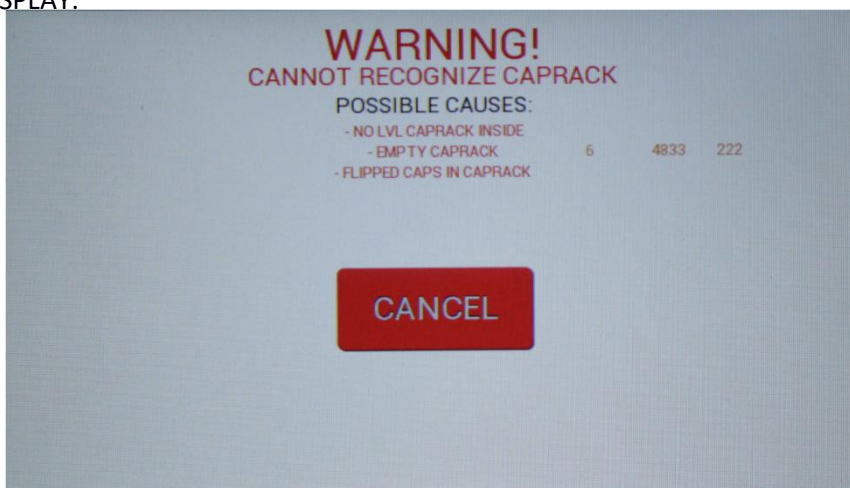 SPLAY:
WARNING!
CANNOT RECOGNIZE CAPRACK
POSSIBLE CAUSES:
- NO LVL CAPRACK INSIDE
- EMPTY CAPRACK 6 4833 222
- FLIPPED CAPS IN CAPRACK
CANCEL